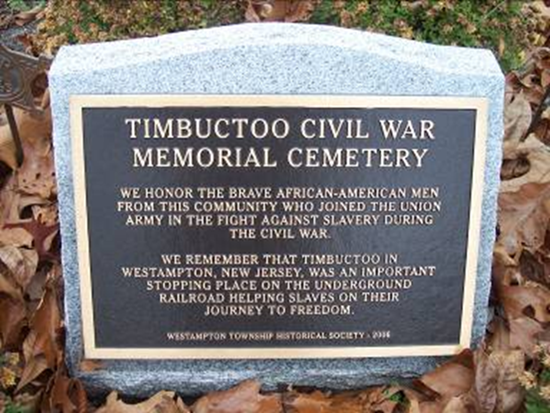 TIMBUCTOO CIVIL WAR
MEMORIAL CEMETERY
WE HONOR THE BRAVE AFRICAN-AMERICAN MEN
FROM THIS COMMUNITY WHO JOINED THE UNION
ARMY IN THE FIGHT AGAINST SLAVERY DURING
THE CIVIL WAR.
WE REMEMBER THAT TIMBUCTOO IN
WESTAMPTON, NEW JERSEY, WAS AN IMPORTANT
STOPPING PLACE ON THE UNDERGROUND
RAILROAD HELPING SLAVES ON THEIR
JOURNEY TO FREEDOM.
WESTAMPTON TOWNSHIP HISTORICAL SOCIETY - 2006